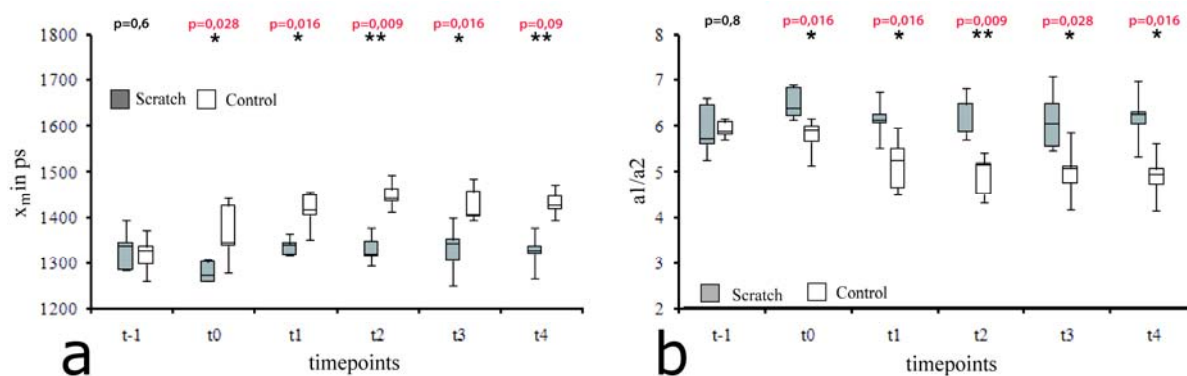 p=0,6 p=0,028 p=0,016 p=0,009 p=0,016 p=0,09
* * ** * **
1800
1700
1600
1500
1400
1300
1200
x_m in ps
Scratch Control
t-1 t0 t1 t2 t3 t4
timepoints
a
p=0,8 p=0,016 p=0,016 p=0,009 p=0,028 p=0,016
* * ** * *
8
7
6
5
4
3
2
a1/a2
Scratch Control
t-1 t0 t1 t2 t3 t4
timepoints
b